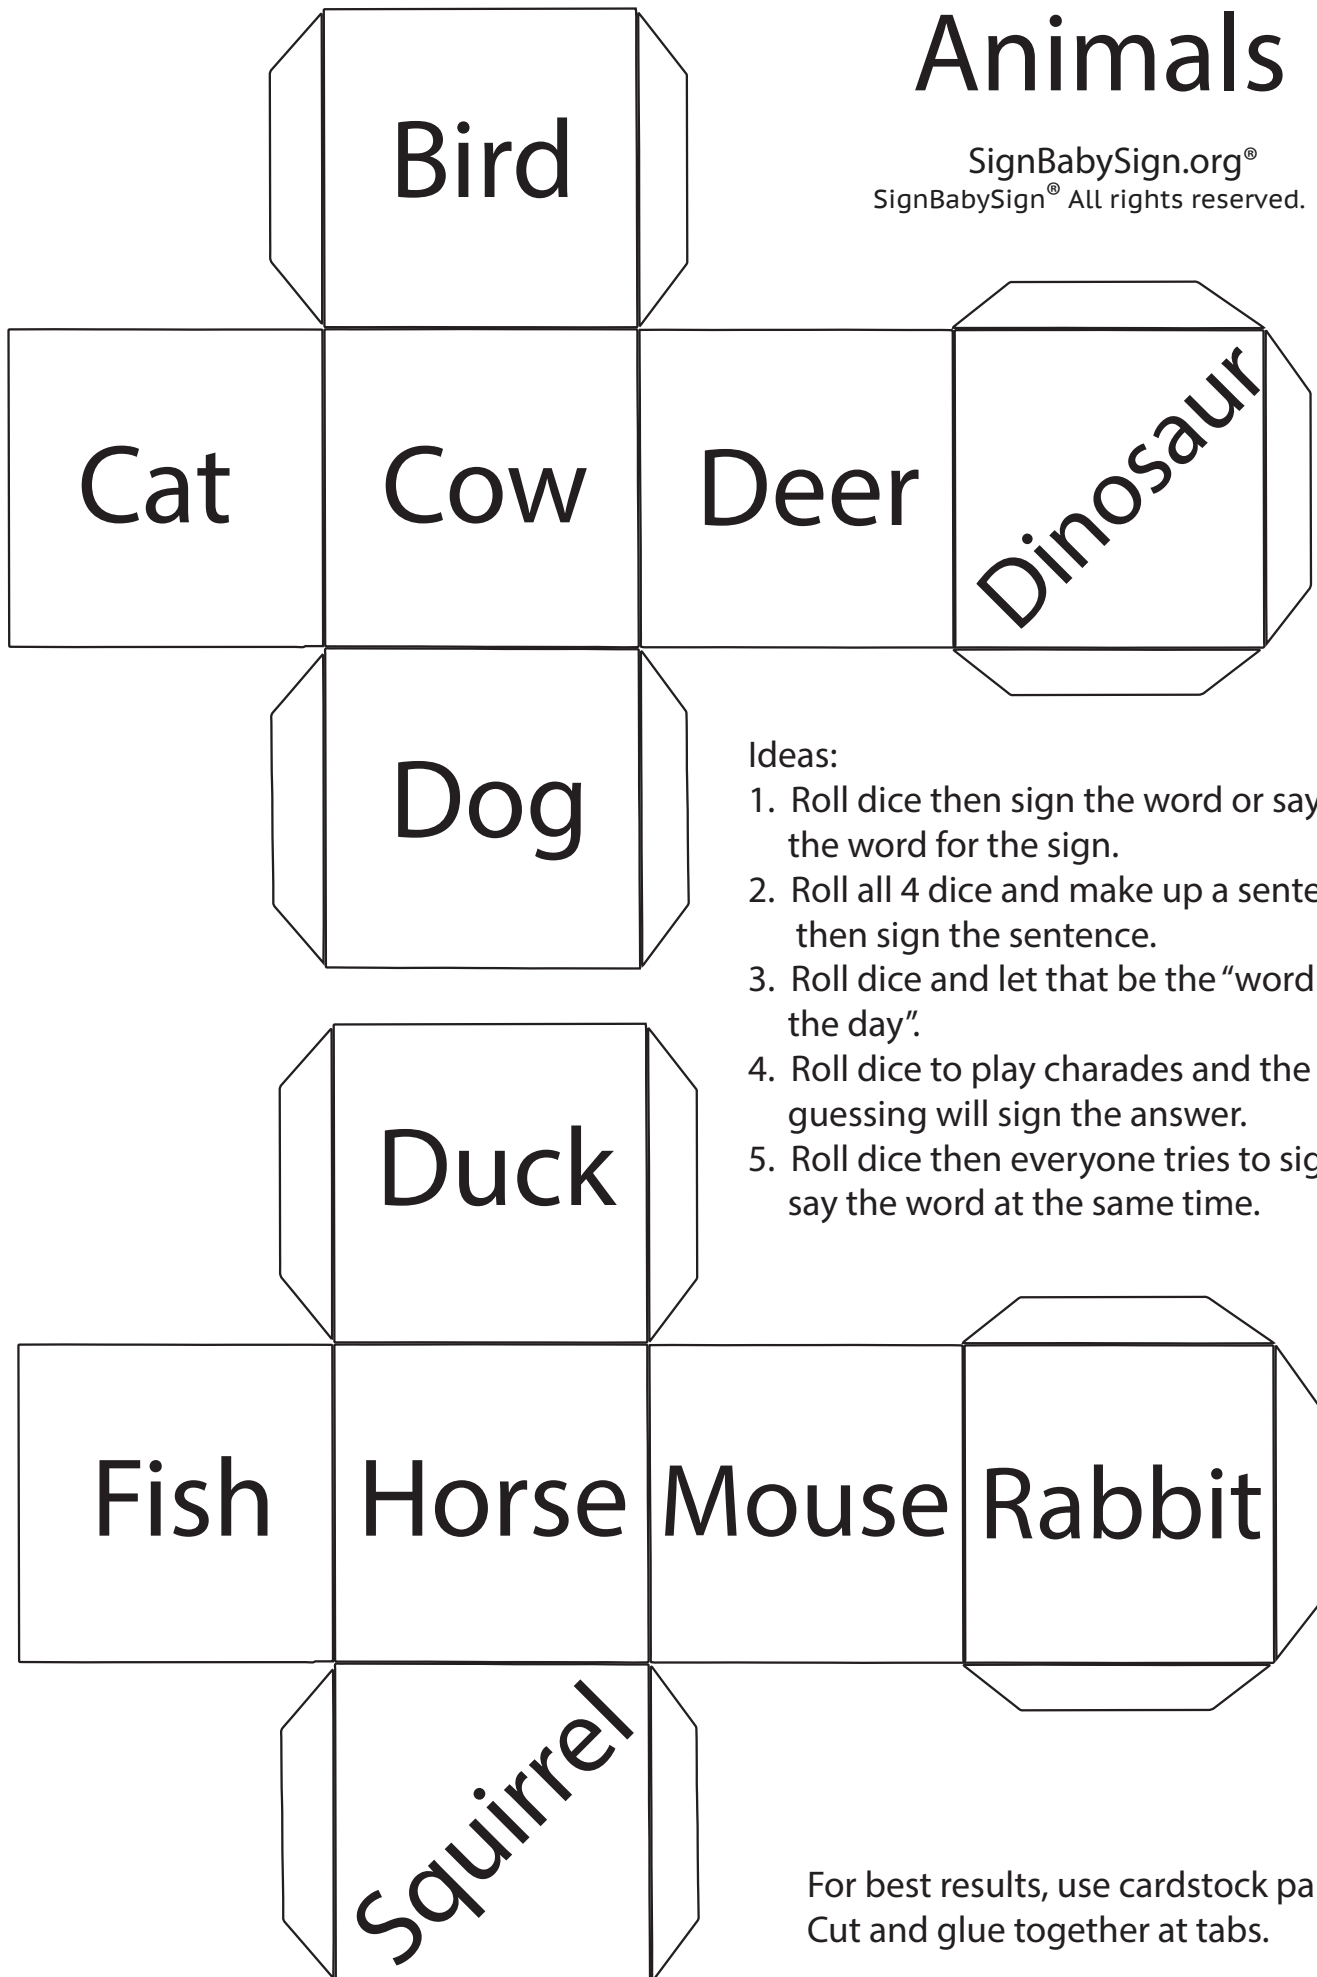 Animals
SignBabySign.org®
SignBabySign® All rights reserved.
Bird
Cat
Cow
Deer
Dinosaur
Dog
Ideas:
1. Roll dice then sign the word or say
the word for the sign.
2. Roll all 4 dice and make up a
then sign the sentence.
3. Roll dice and let that be the “word
the day”.
4. Roll dice to play charades and the
guessing will sign the answer.
5. Roll dice then everyone tries to
say the word at the same time.
Duck
Fish
Horse
Mouse
Rabbit
Squirrel
For best results, use cardstock
Cut and glue together at tabs.